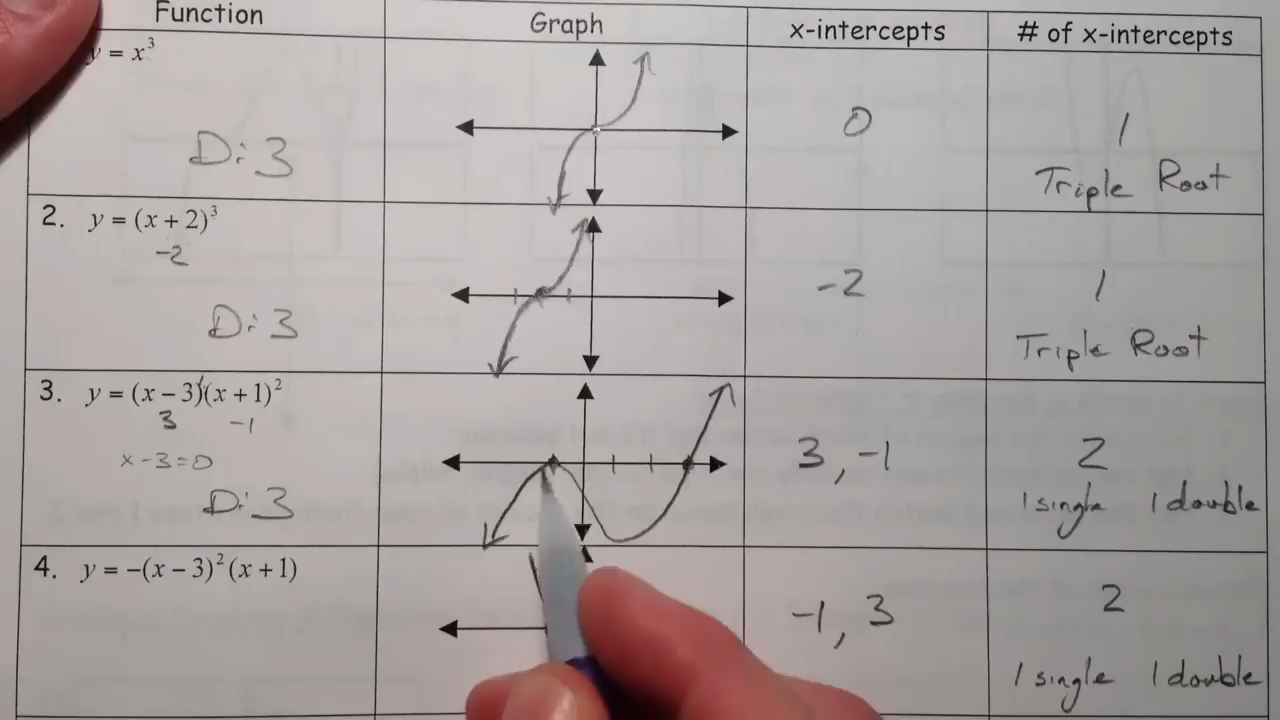 Function
Graph
x-intercepts
# of x-intercepts
y = x³
D: 3
0
1
Triple Root
2. y = (x + 2)³
-2
D: 3
-2
1
Triple Root
3. y = (x − 3)¹(x + 1)²
3 -1
x-3=0
D: 3
3, -1
2
1 single 1 double
4. y = −(x − 3)²(x + 1)
-1, 3
2
1 single 1 double